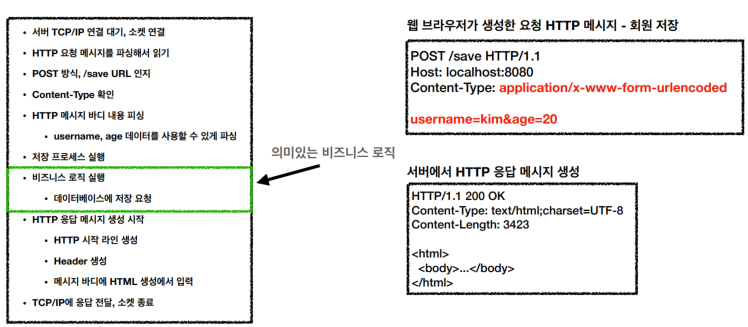 • 서버 TCP/IP 연결 대기, 소켓 연결
• HTTP 요청 메시지를 파싱해서 읽기
• POST 방식, /save URL 인지
• Content-Type 확인
• HTTP 메시지 바디 내용 피싱
• username, age 데이터를 사용할 수 있게 파싱
• 저장 프로세스 실행
• 비즈니스 로직 실행
• 데이터베이스에 저장 요청
• HTTP 응답 메시지 생성 시작
• HTTP 시작 라인 생성
• Header 생성
• 메시지 바디에 HTML 생성에서 입력
• TCP/IP에 응답 전달, 소켓 종료
의미있는 비즈니스 로직
웹 브라우저가 생성한 요청 HTTP 메시지 - 회원 저장
POST /save HTTP/1.1
Host: localhost:8080
Content-Type: application/x-www-form-urlencoded
username=kim&age=20
서버에서 HTTP 응답 메시지 생성
HTTP/1.1 200 OK
Content-Type: text/html;charset=UTF-8
Content-Length: 3423
<html>
<body>...</body>
</html>